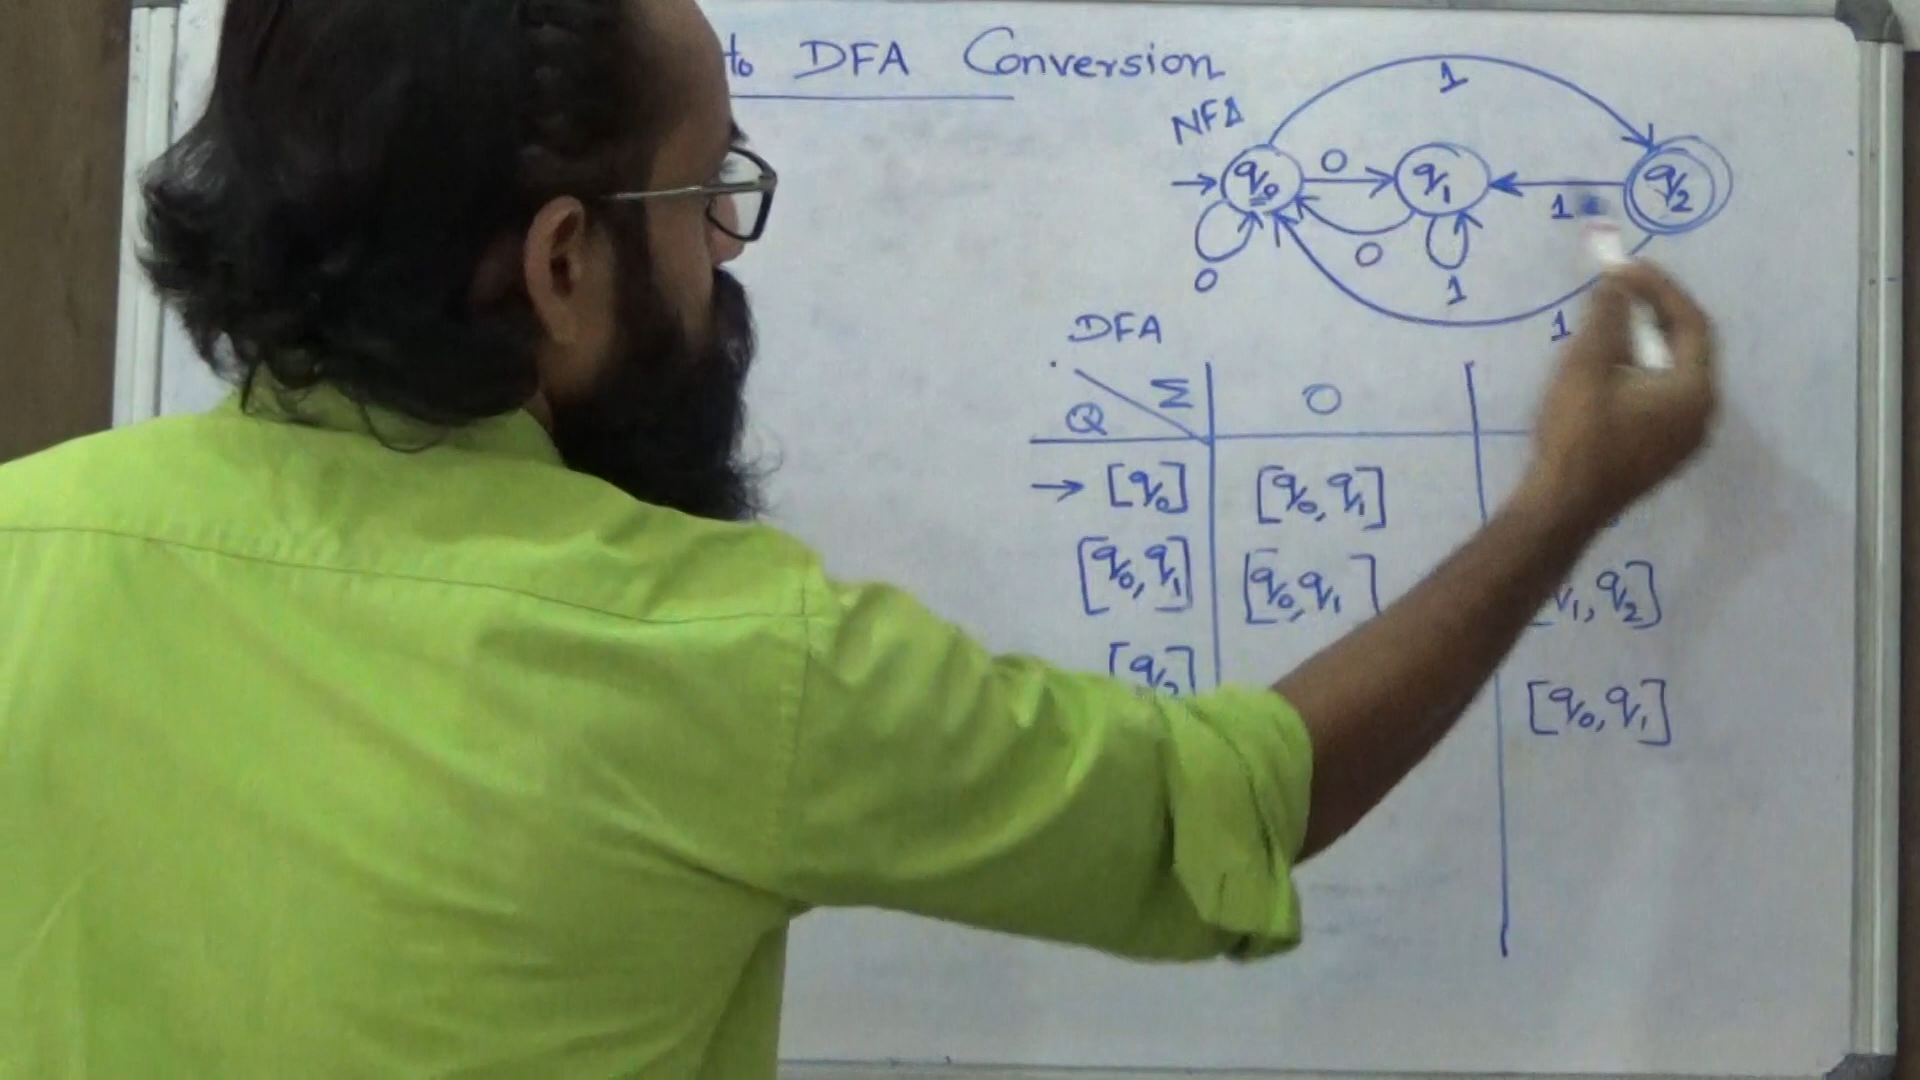 to DFA Conversion
NFA
1
q0 0 q1 1 q2
0 0 1 1
DFA
Q Σ 0
→ [q0] [q0, q1]
[q0, q1] [q0, q1] q1, q2]
[q2] [q0, q1]